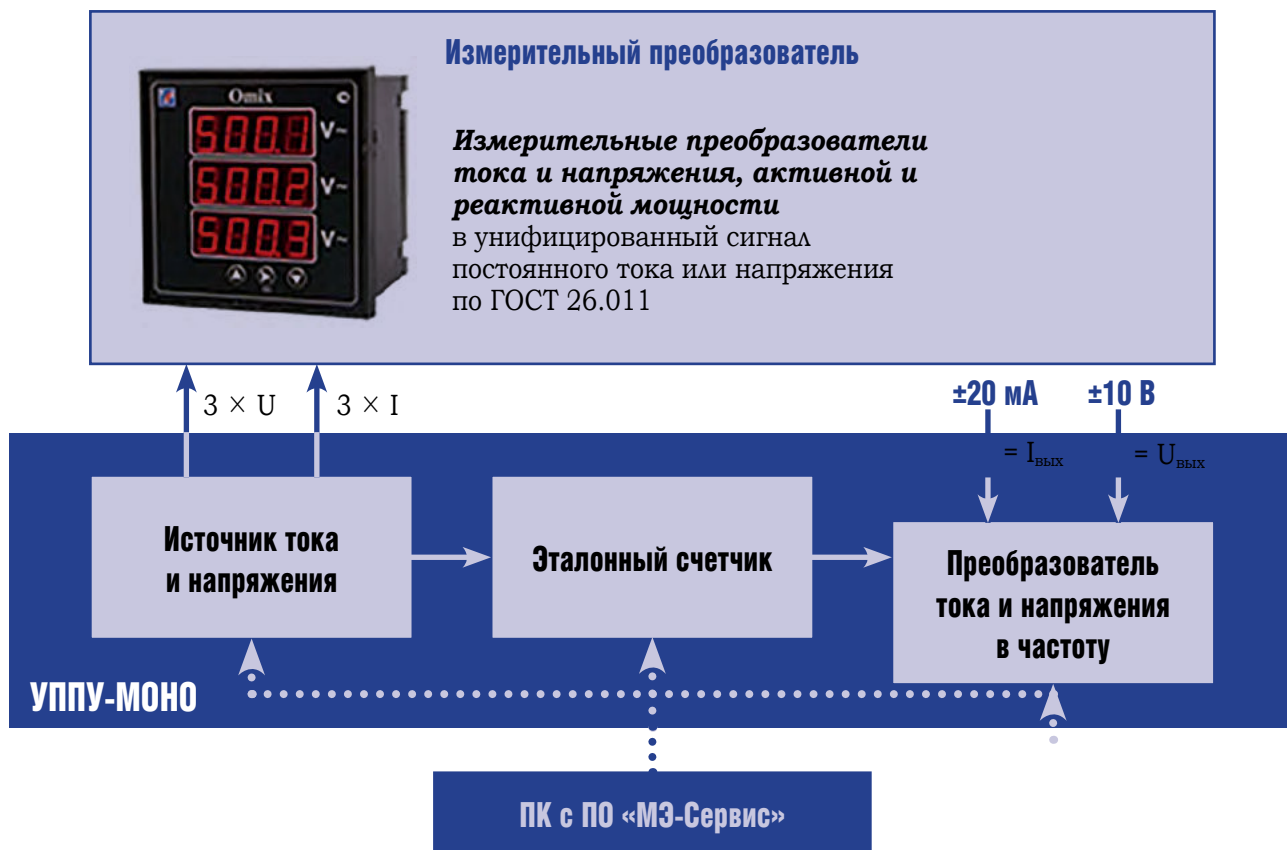 Измерительный преобразователь
Omix
500.1 V~
500.2 V~
500.3 V~
Измерительные преобразователи
тока и напряжения, активной и
реактивной мощности
в унифицированный сигнал
постоянного тока или напряжения
по ГОСТ 26.011
3 × U
3 × I
±20 мА
±10 В
= Iвых
= Uвых
Источник тока
и напряжения
Эталонный счетчик
Преобразователь
тока и напряжения
в частоту
УППУ-МОНО
ПК с ПО «МЭ-Сервис»